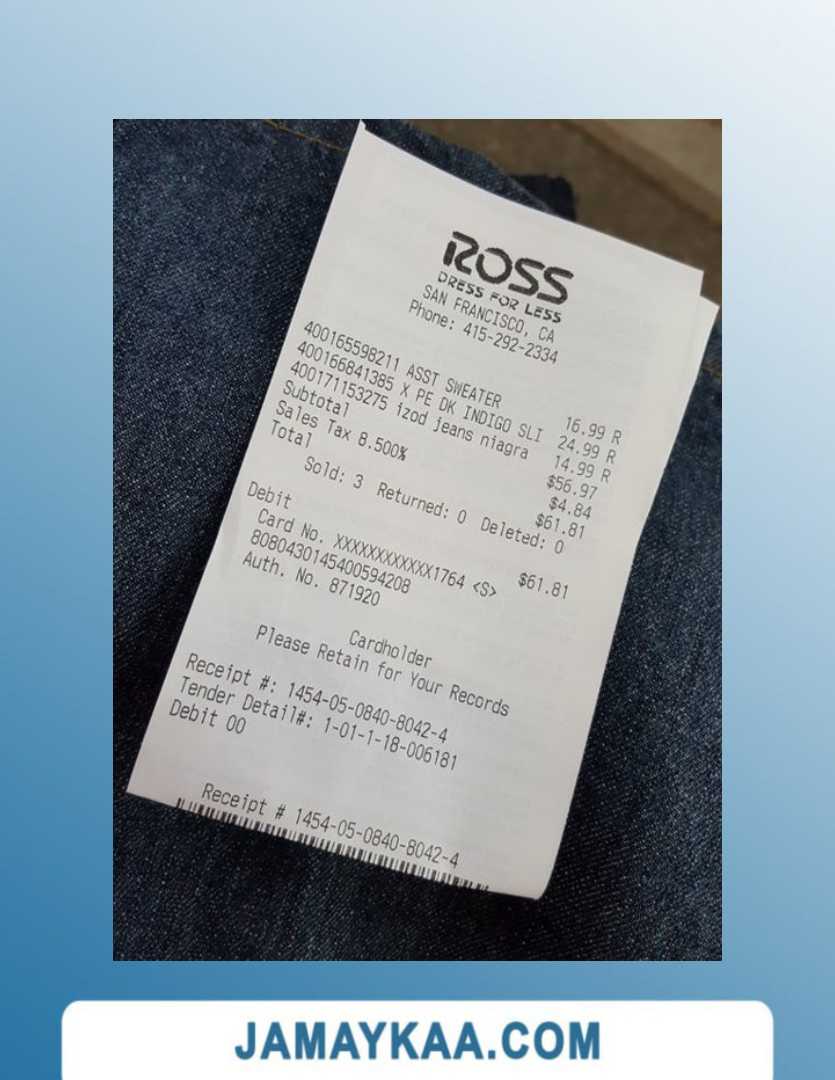 ROSS
DRESS FOR LESS
SAN FRANCISCO, CA
Phone: 415-292-2334
400165598211 ASST SWEATER 16.99 R
400166841385 X PE DK INDIGO SLI 24.99 R
400171153275 izod jeans niagra 14.99 R
Subtotal $56.97
Sales Tax 8.500% $4.84
Total $61.81
Sold: 3 Returned: 0 Deleted: 0
Debit $61.81
Card No. XXXXXXXXXXXX1764 <S>
8080430145400594208
Auth. No. 871920
Cardholder
Please Retain for Your Records
Receipt #: 1454-05-0840-8042-4
Tender Detail#: 1-01-1-18-006181
Debit 00
Receipt # 1454-05-0840-8042-4
JAMAYKAA.COM